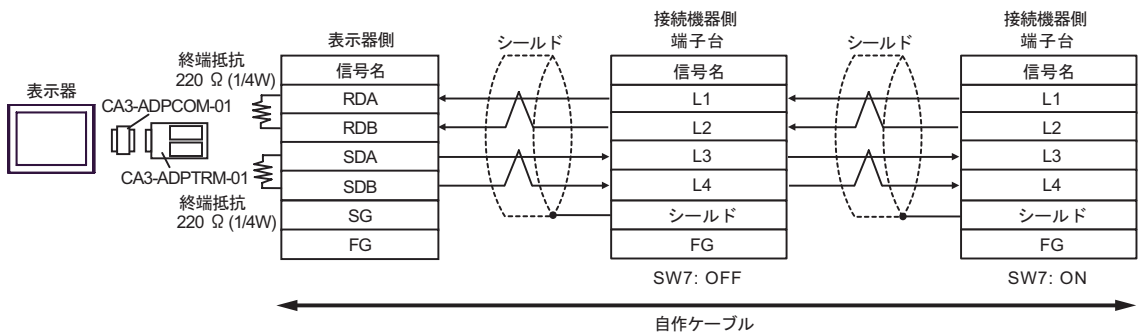 表示器
CA3-ADPCOM-01
CA3-ADPTRM-01
終端抵抗
220 Ω (1/4W)
終端抵抗
220 Ω (1/4W)
表示器側
信号名
RDA
RDB
SDA
SDB
SG
FG
シールド
接続機器側
端子台
信号名
L1
L2
L3
L4
シールド
FG
SW7: OFF
シールド
接続機器側
端子台
信号名
L1
L2
L3
L4
シールド
FG
SW7: ON
自作ケーブル